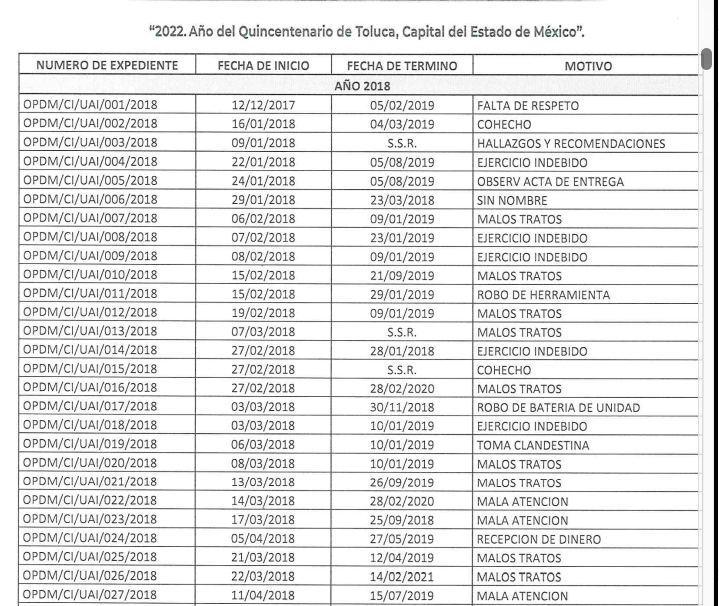 “2022. Año del Quincentenario de Toluca, Capital del Estado de México”.
NUMERO DE EXPEDIENTE FECHA DE INICIO FECHA DE TERMINO MOTIVO
AÑO 2018
OPDM/CI/UAI/001/2018 12/12/2017 05/02/2019 FALTA DE RESPETO
OPDM/CI/UAI/002/2018 16/01/2018 04/03/2019 COHECHO
OPDM/CI/UAI/003/2018 09/01/2018 S.S.R. HALLAZGOS Y RECOMENDACIONES
OPDM/CI/UAI/004/2018 22/01/2018 05/08/2019 EJERCICIO INDEBIDO
OPDM/CI/UAI/005/2018 24/01/2018 05/08/2019 OBSERV ACTA DE ENTREGA
OPDM/CI/UAI/006/2018 29/01/2018 23/03/2018 SIN NOMBRE
OPDM/CI/UAI/007/2018 06/02/2018 09/01/2019 MALOS TRATOS
OPDM/CI/UAI/008/2018 07/02/2018 23/01/2019 EJERCICIO INDEBIDO
OPDM/CI/UAI/009/2018 08/02/2018 09/01/2019 EJERCICIO INDEBIDO
OPDM/CI/UAI/010/2018 15/02/2018 21/09/2019 MALOS TRATOS
OPDM/CI/UAI/011/2018 15/02/2018 29/01/2019 ROBO DE HERRAMIENTA
OPDM/CI/UAI/012/2018 19/02/2018 09/01/2019 MALOS TRATOS
OPDM/CI/UAI/013/2018 07/03/2018 S.S.R. MALOS TRATOS
OPDM/CI/UAI/014/2018 27/02/2018 28/01/2018 EJERCICIO INDEBIDO
OPDM/CI/UAI/015/2018 27/02/2018 S.S.R. COHECHO
OPDM/CI/UAI/016/2018 27/02/2018 28/02/2020 MALOS TRATOS
OPDM/CI/UAI/017/2018 03/03/2018 30/11/2018 ROBO DE BATERIA DE UNIDAD
OPDM/CI/UAI/018/2018 03/03/2018 10/01/2019 EJERCICIO INDEBIDO
OPDM/CI/UAI/019/2018 06/03/2018 10/01/2019 TOMA CLANDESTINA
OPDM/CI/UAI/020/2018 08/03/2018 10/01/2019 MALOS TRATOS
OPDM/CI/UAI/021/2018 13/03/2018 26/09/2019 MALOS TRATOS
OPDM/CI/UAI/022/2018 14/03/2018 28/02/2020 MALA ATENCION
OPDM/CI/UAI/023/2018 17/03/2018 25/09/2018 MALA ATENCION
OPDM/CI/UAI/024/2018 05/04/2018 27/05/2019 RECEPCION DE DINERO
OPDM/CI/UAI/025/2018 21/03/2018 12/04/2019 MALOS TRATOS
OPDM/CI/UAI/026/2018 22/03/2018 14/02/2021 MALOS TRATOS
OPDM/CI/UAI/027/2018 11/04/2018 15/07/2019 MALA ATENCION